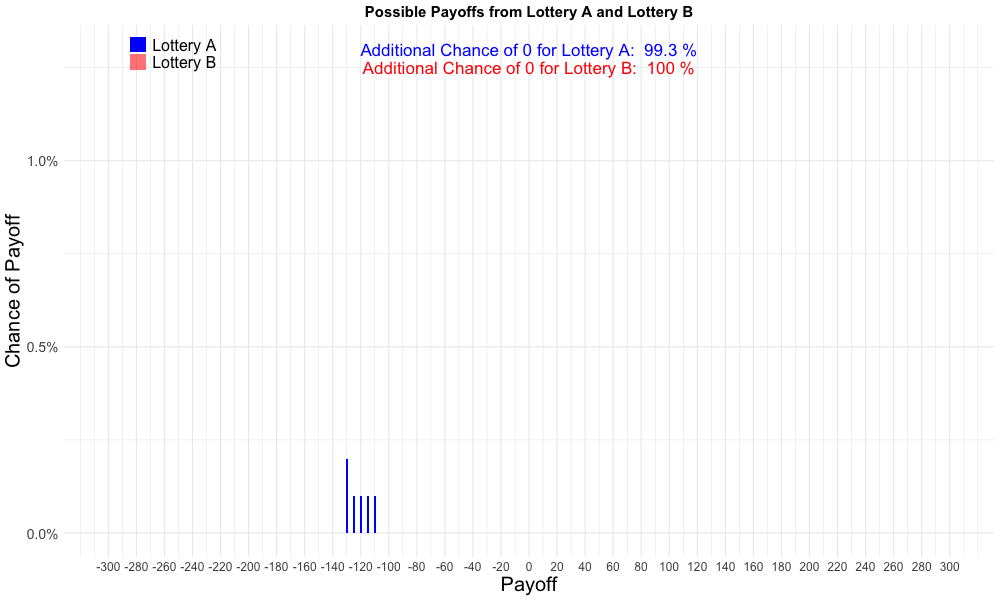 Possible Payoffs from Lottery A and Lottery B
Lottery A
Lottery B
Additional Chance of 0 for Lottery A:  99.3 %
Additional Chance of 0 for Lottery B:  100 %
Chance of Payoff
1.0%
0.5%
0.0%
-300 -280 -260 -240 -220 -200 -180 -160 -140 -120 -100 -80 -60 -40 -20 0 20 40 60 80 100 120 140 160 180 200 220 240 260 280 300
Payoff